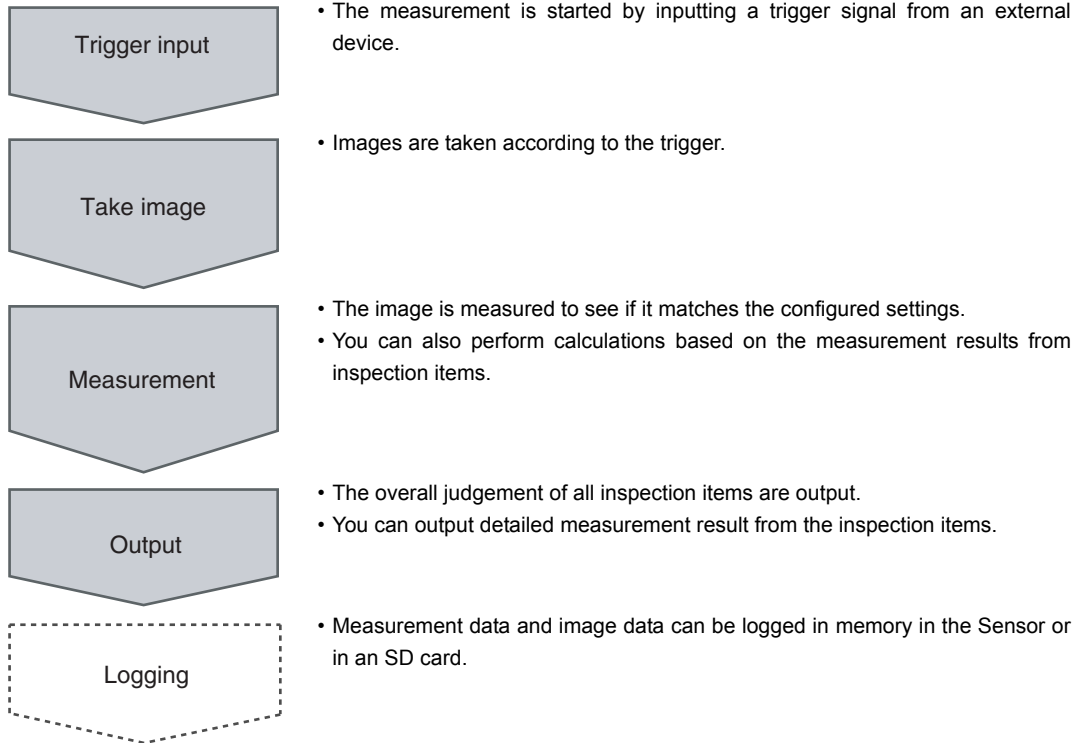 Trigger input
• The measurement is started by inputting a trigger signal from an external
device.
Take image
• Images are taken according to the trigger.
Measurement
• The image is measured to see if it matches the configured settings.
• You can also perform calculations based on the measurement results from
inspection items.
Output
• The overall judgement of all inspection items are output.
• You can output detailed measurement result from the inspection items.
Logging
• Measurement data and image data can be logged in memory in the Sensor or
in an SD card.